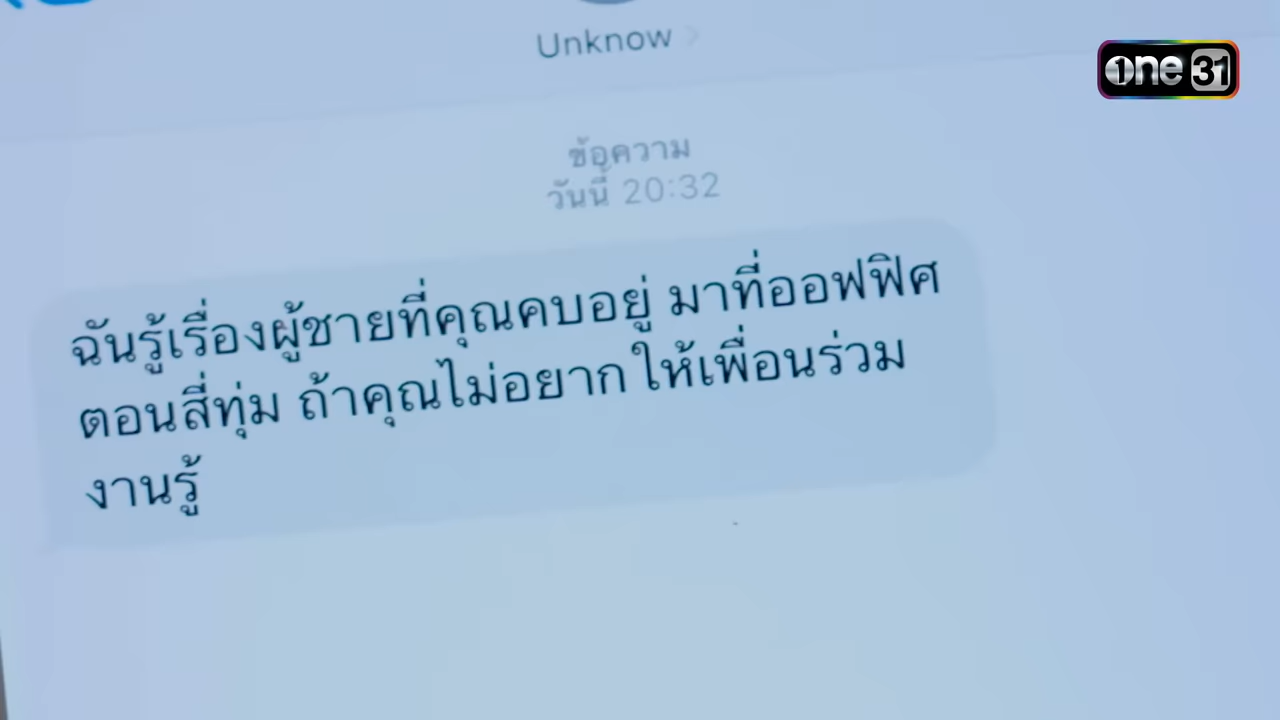 Unknow
one31
ข้อความ
วันนี้ 20:32
ฉันรู้เรื่องผู้ชายที่คุณคบอยู่ มาที่ออฟฟิศ
ตอนสี่ทุ่ม ถ้าคุณไม่อยากให้เพื่อนร่วม
งานรู้